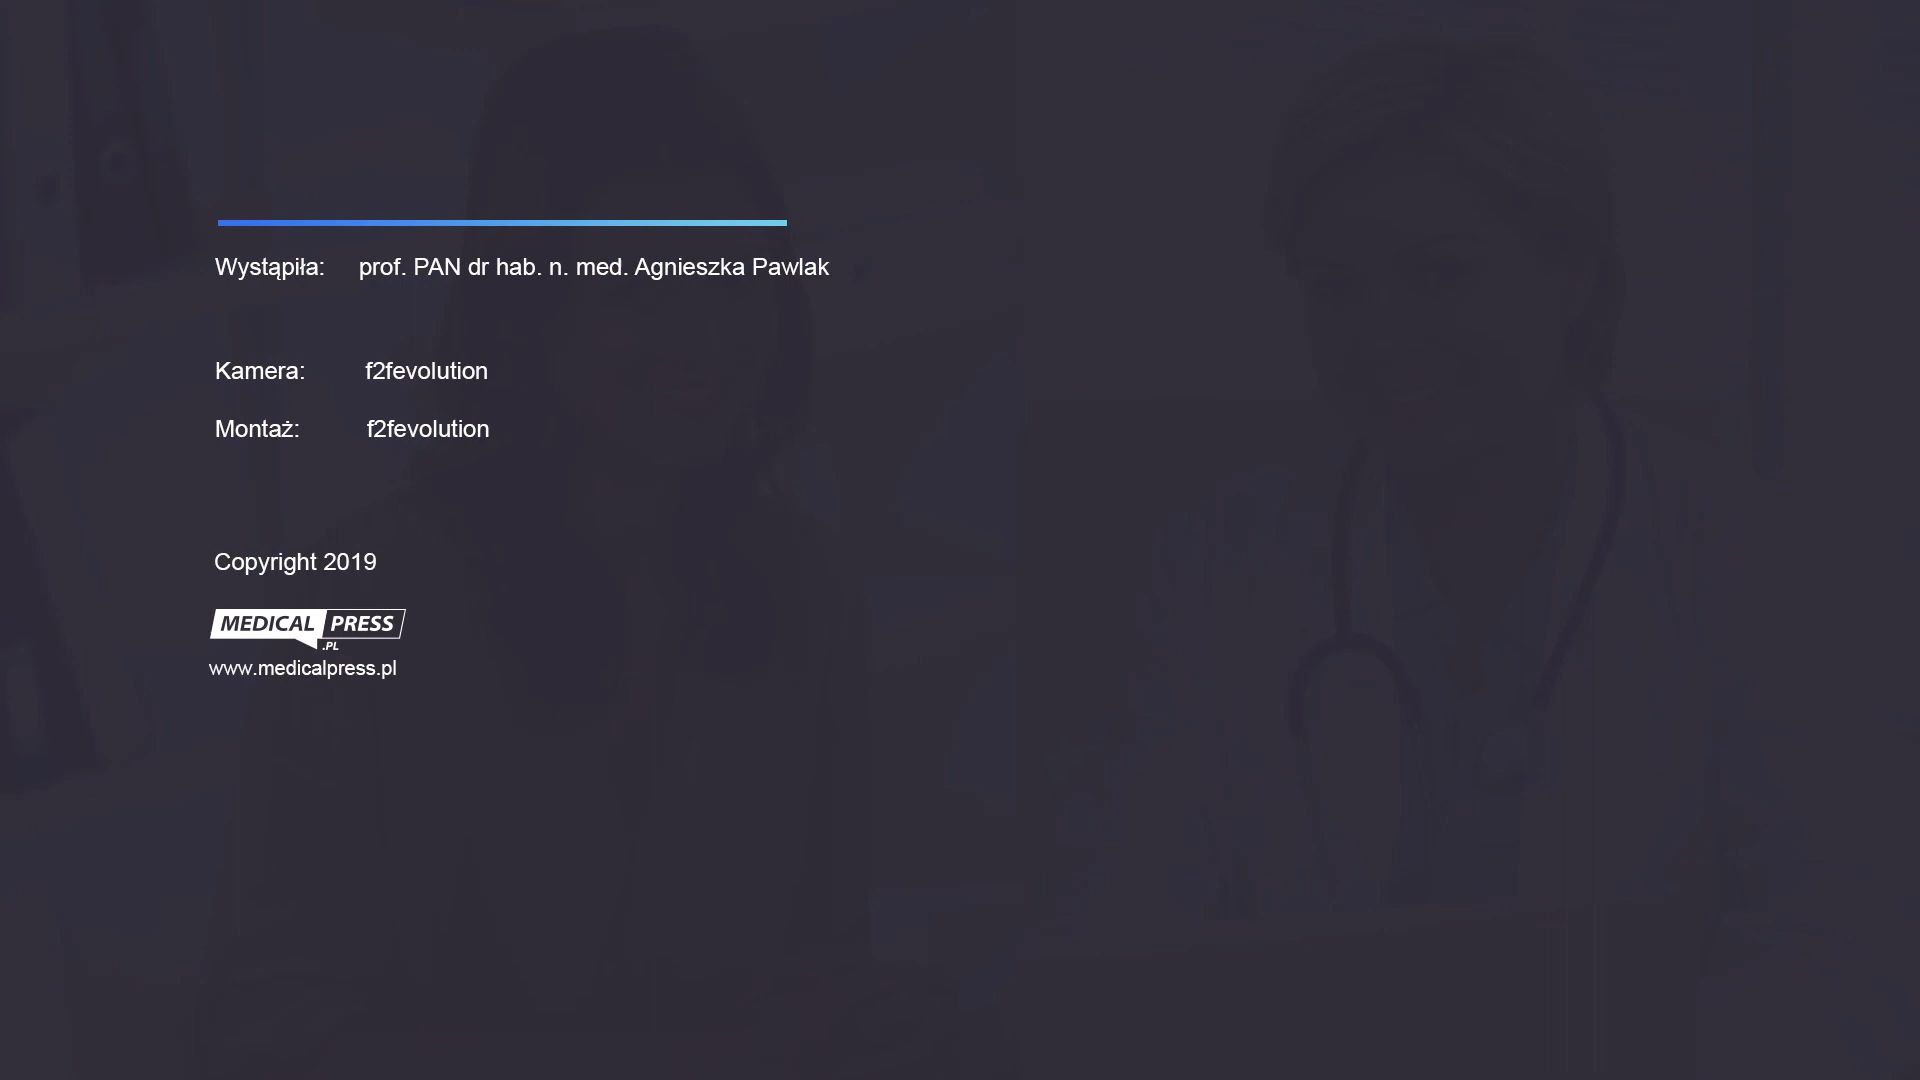 Wystąpiła: prof. PAN dr hab. n. med. Agnieszka Pawlak
Kamera: f2fevolution
Montaż: f2fevolution
Copyright 2019
MEDICAL PRESS
.PL
www.medicalpress.pl